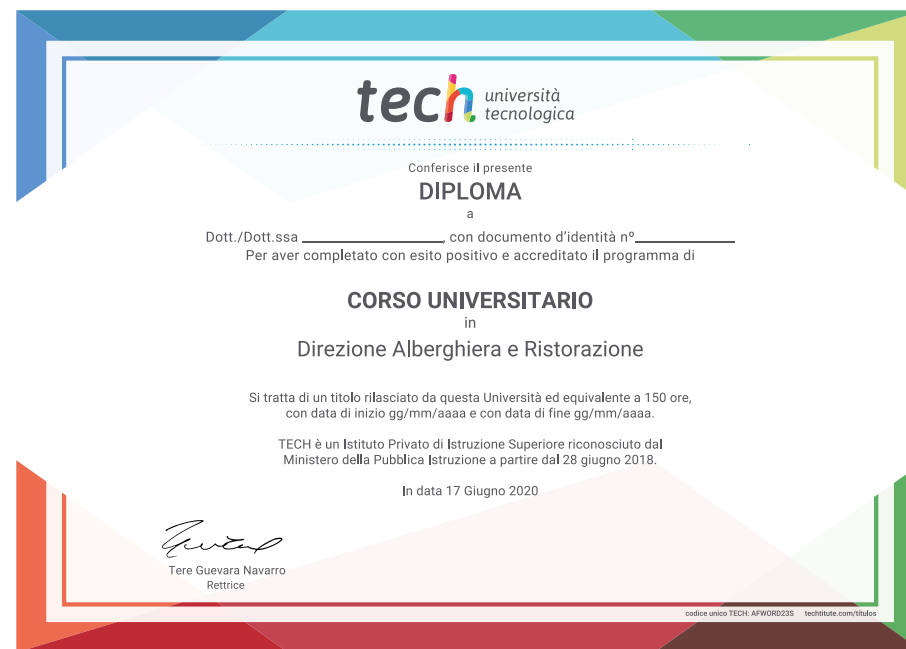 tech università
tecnologica
Conferisce il presente
DIPLOMA
a
Dott./Dott.ssa ________________, con documento d'identità nº____________
Per aver completato con esito positivo e accreditato il programma di
CORSO UNIVERSITARIO
in
Direzione Alberghiera e Ristorazione
Si tratta di un titolo rilasciato da questa Università ed equivalente a 150 ore,
con data di inizio gg/mm/aaaa e con data di fine gg/mm/aaaa.
TECH è un Istituto Privato di Istruzione Superiore riconosciuto dal
Ministero della Pubblica Istruzione a partire dal 28 giugno 2018.
In data 17 Giugno 2020
Tere Guevara Navarro
Rettrice
codice unico TECH: AFWORD23S techtitute.com/titulos